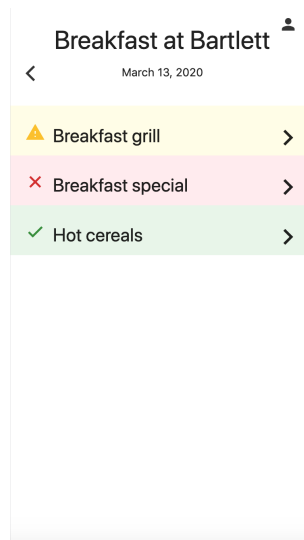 Breakfast at Bartlett
March 13, 2020
Breakfast grill
Breakfast special
Hot cereals